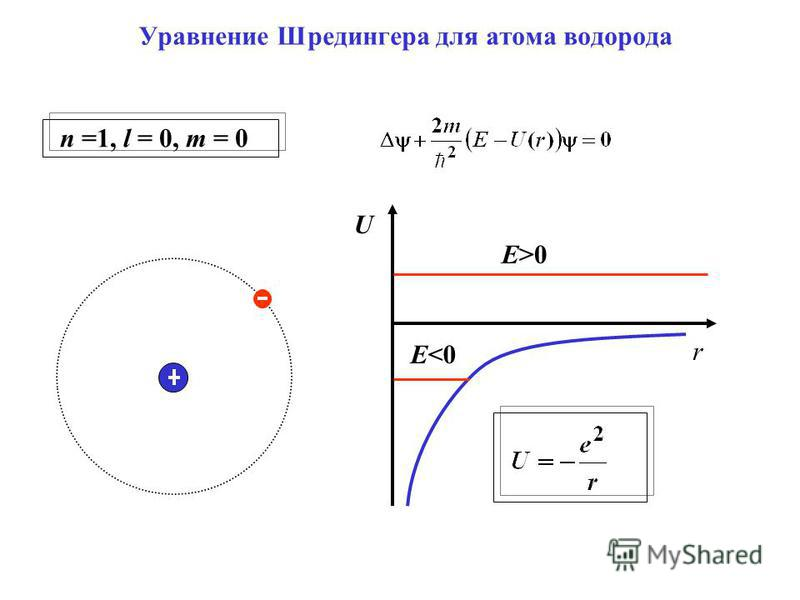 Уравнение Шредингера для атома водорода
n =1, l = 0, m = 0
Δψ + 2m/ħ² (E − U(r))ψ = 0
U
E>0
E<0
r
U = − e²/r
+
−
MyShared